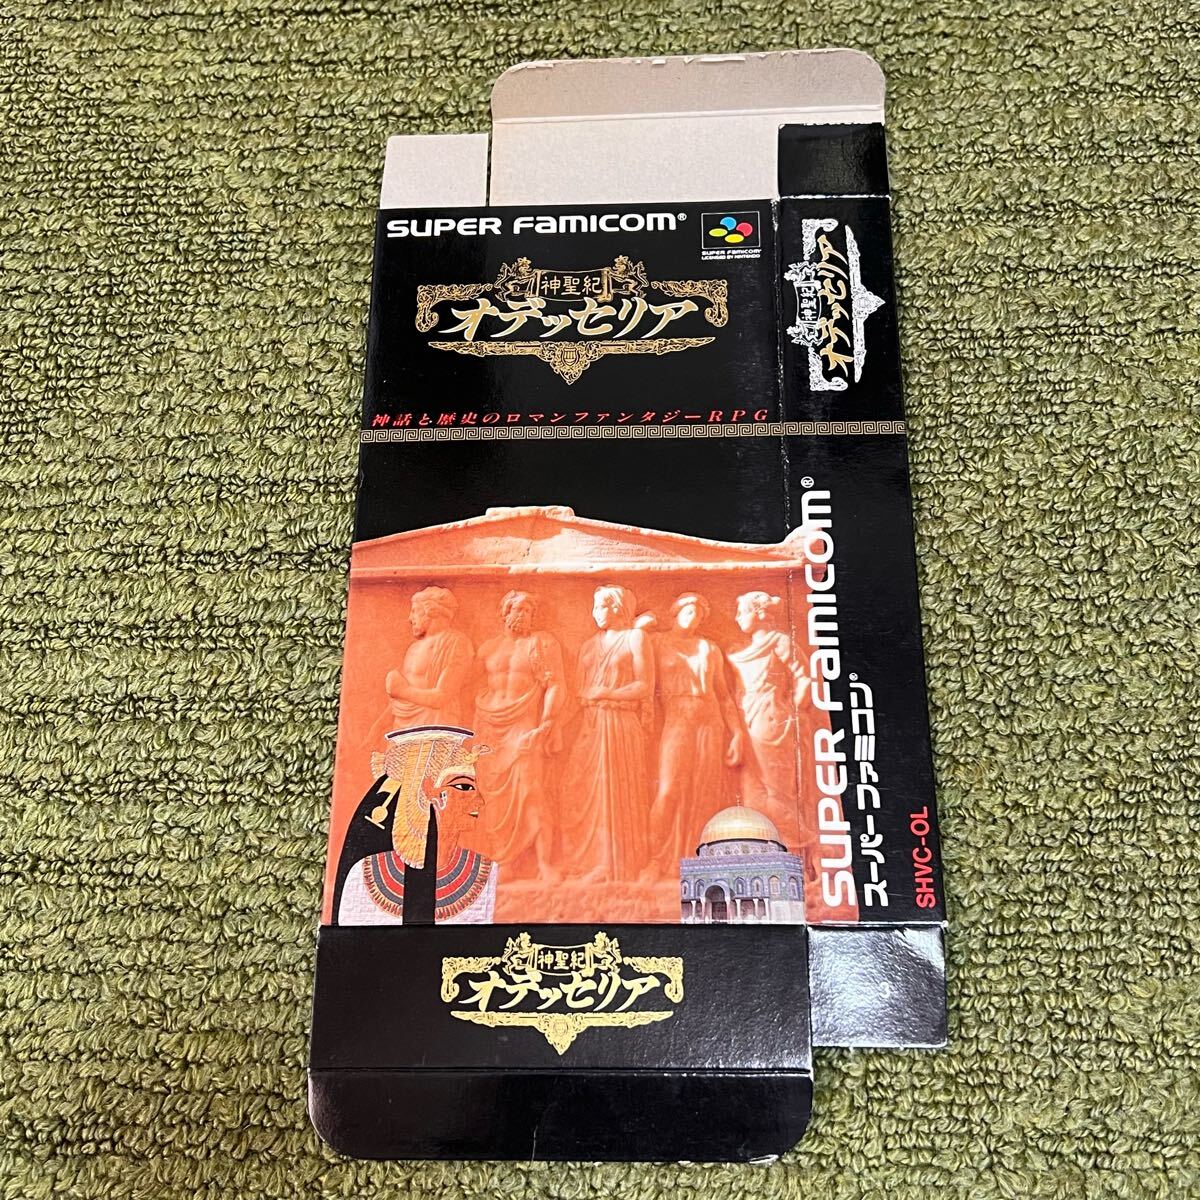 SUPER FAMICOM®
SUPER FAMICOM
LICENSED BY NINTENDO
神聖紀
オデッセリア
神話と歴史のロマンファンタジーRPG
神聖紀
オデッセリア
SUPER FAMICOM®
スーパーファミコン®
SHVC-OL
神聖紀
オデッセリア